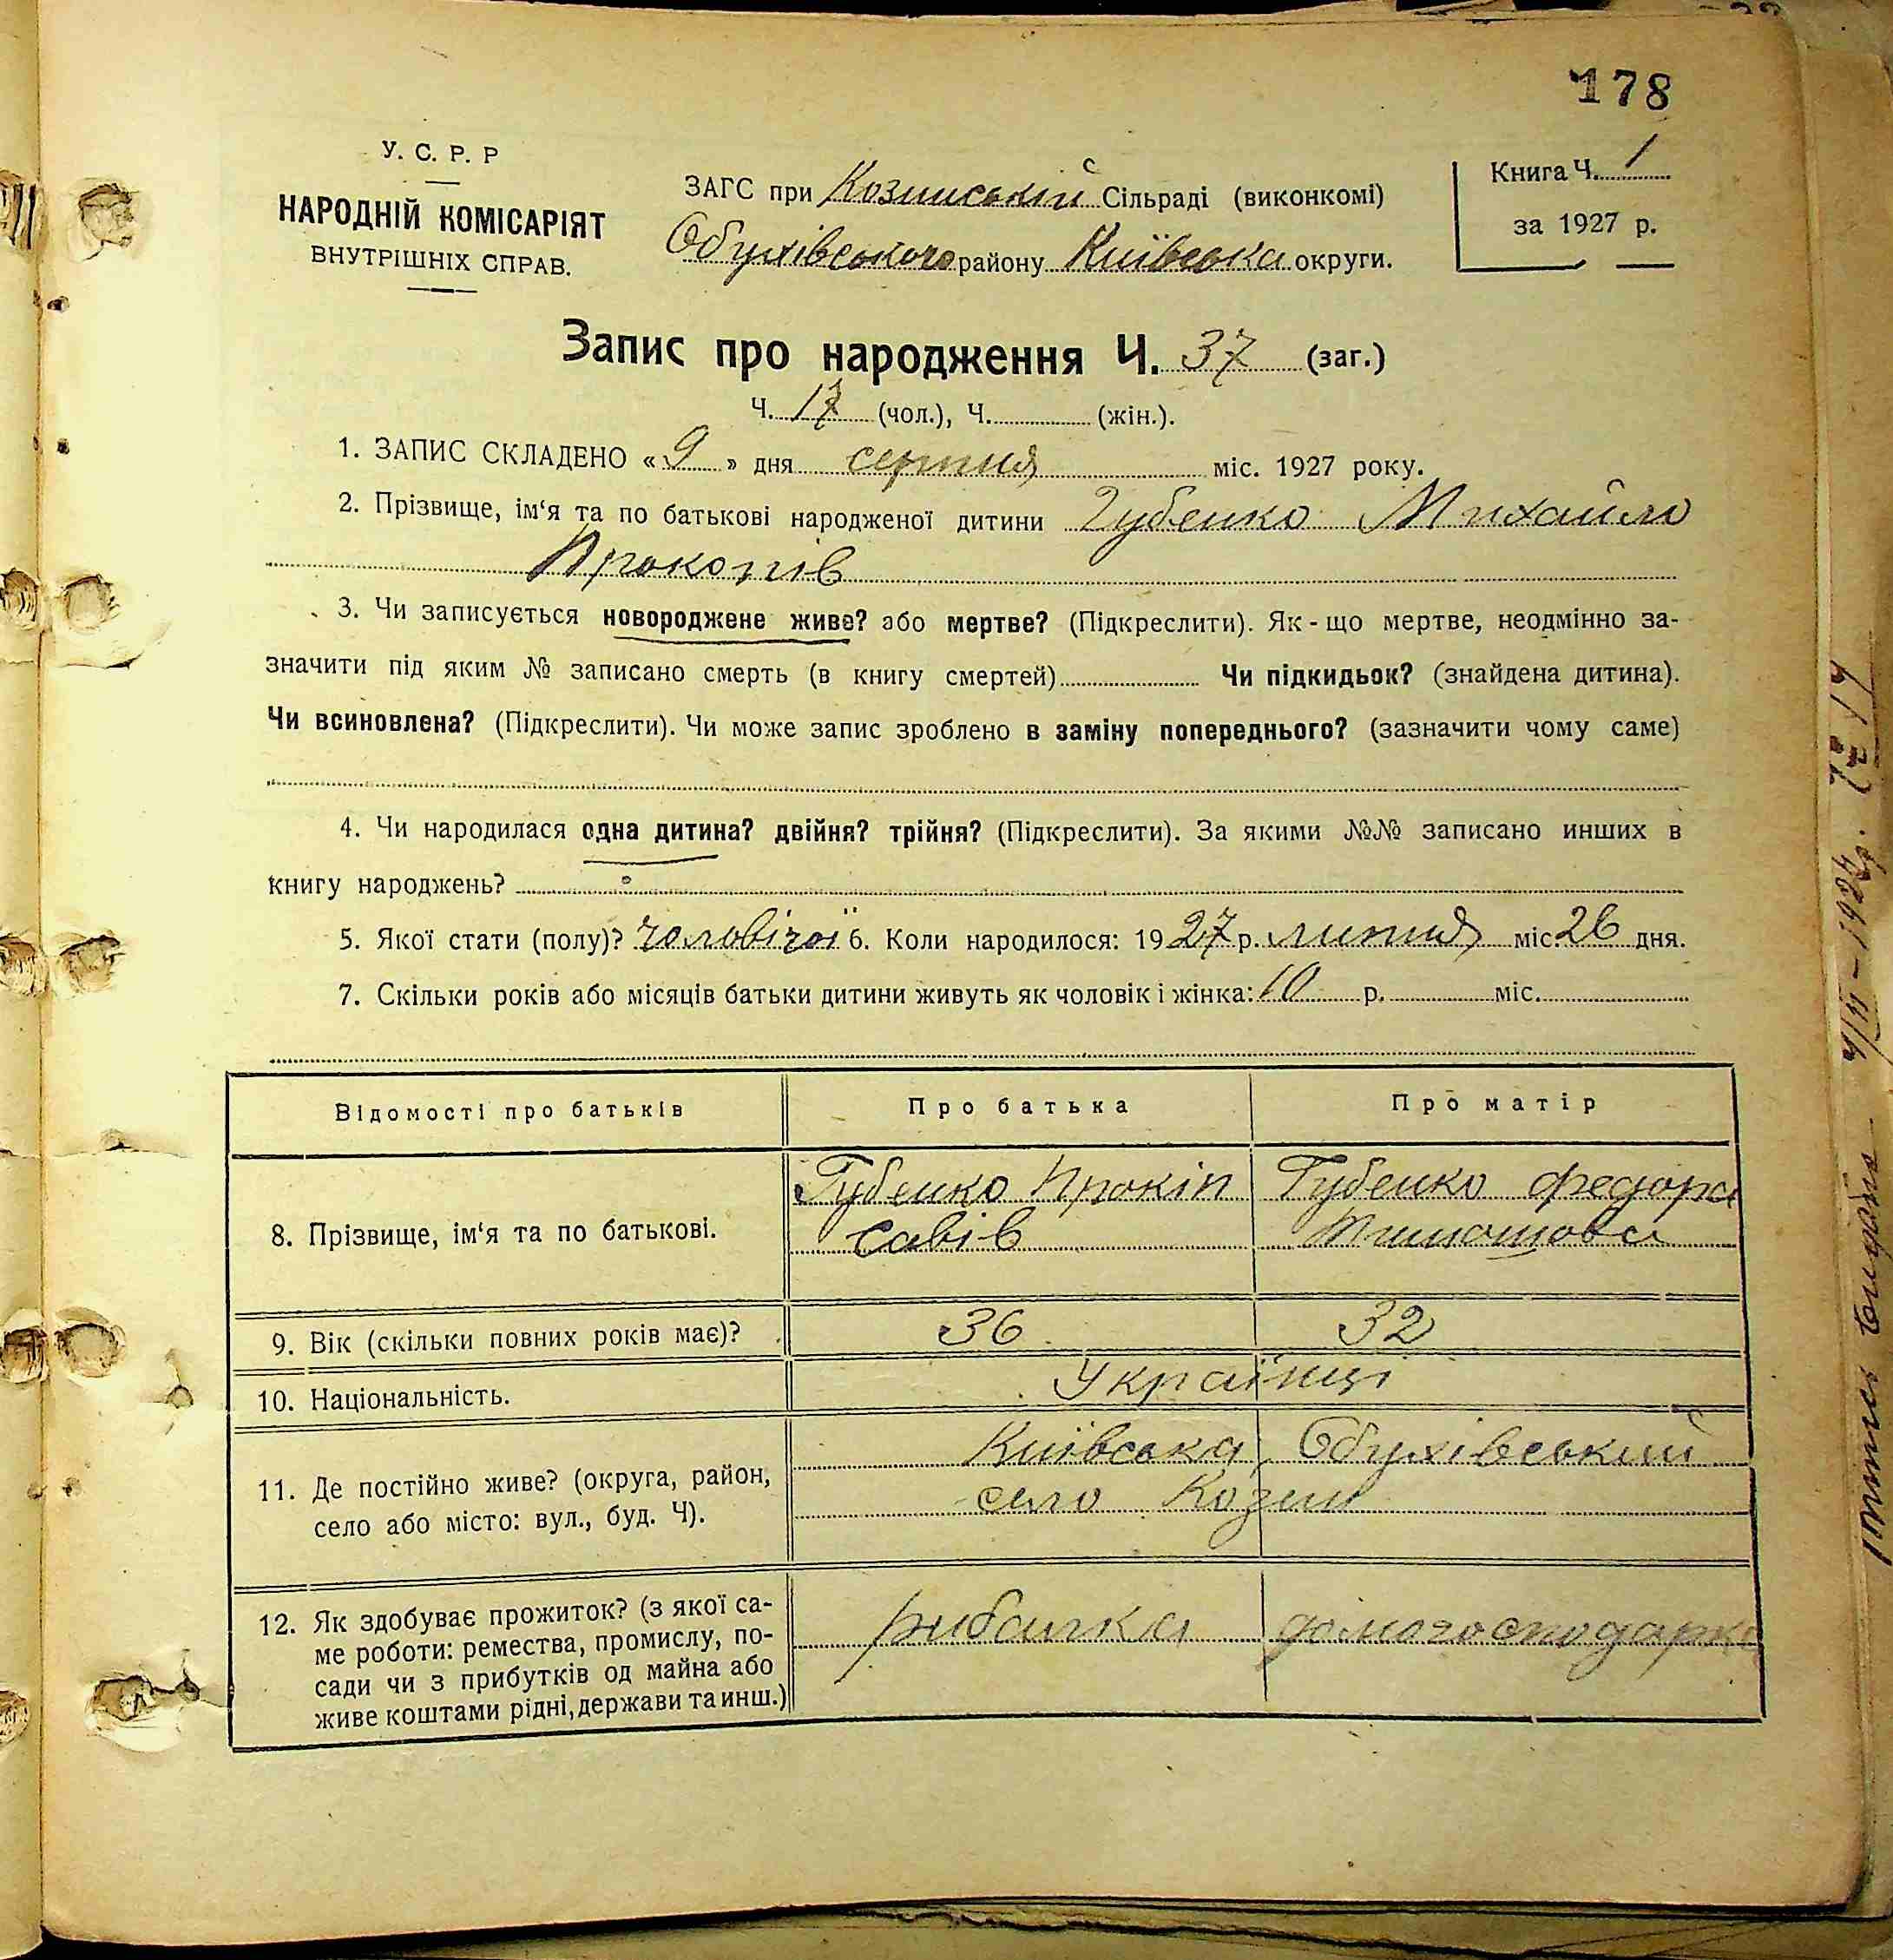 178
У. С. Р. Р
НАРОДНІЙ КОМІСАРІЯТ
ВНУТРІШНІХ СПРАВ.
ЗАГС при Козинський Сільраді (виконкомі)
Обухівського району Київська округи.
Книга Ч. 1
за 1927 р.
Запис про народження Ч. 37 (заг.)
Ч. 17 (чол.), Ч. (жін.).
1. ЗАПИС СКЛАДЕНО « 9 » дня серпня міс. 1927 року.
2. Прізвище, ім‘я та по батькові народженої дитини Губенко Михайло
Прокопів
3. Чи записується новороджене живе? або мертве? (Підкреслити). Як-що мертве, неодмінно за-
значити під яким № записано смерть (в книгу смертей) Чи підкидьок? (знайдена дитина).
Чи всиновлена? (Підкреслити). Чи може запис зроблено в заміну попереднього? (зазначити чому саме)
4. Чи народилася одна дитина? двійня? трійня? (Підкреслити). За якими №№ записано инших в
книгу народжень?
5. Якої стати (полу)? чоловічої 6. Коли народилося: 1927 р. липня міс. 26 дня.
7. Скільки років або місяців батьки дитини живуть як чоловік і жінка: 10 р. міс.
Відомості про батьків Про батька Про матір
8. Прізвище, ім‘я та по батькові. Губенко Прокіп Губенко Федора
Савів Тимошова
9. Вік (скільки повних років має)? 36 32
10. Національність. Українці
11. Де постійно живе? (округа, район, Київська, Обухівський
село або місто: вул., буд. Ч). село Козин
12. Як здобуває прожиток? (з якої са-
ме роботи: ремества, промислу, по- рибалка домогосподарка
сади чи з прибутків од майна або
живе коштами рідні, держави та инш.)